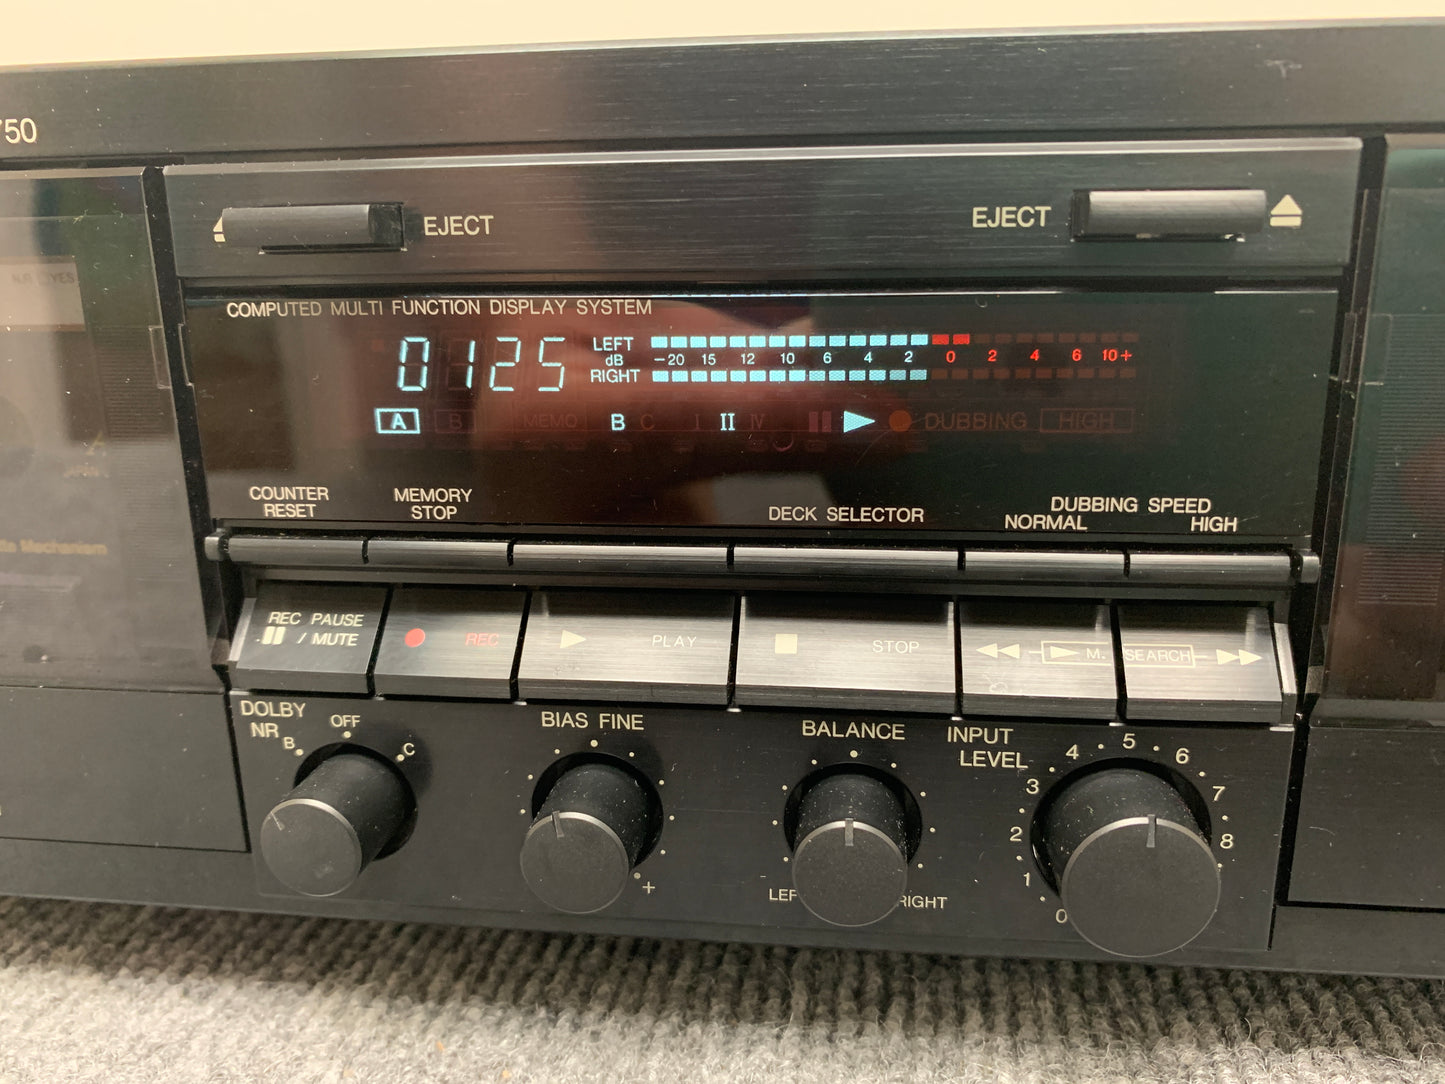 750
EJECT
EJECT
COMPUTED MULTI FUNCTION DISPLAY SYSTEM
0125
LEFT
dB
−20 15 12 10 6 4 2 0 2 4 6 10+
RIGHT
A B MEMO B C I II IV DUBBING HIGH
COUNTER
RESET
MEMORY
STOP
DECK SELECTOR
DUBBING SPEED
NORMAL HIGH
REC PAUSE
/ MUTE
REC
PLAY
STOP
M. SEARCH
DOLBY
NR
B
OFF
C
BIAS FINE
+
BALANCE
RIGHT
INPUT
LEVEL
0 1 2 3 4 5 6 7 8
Mechanism